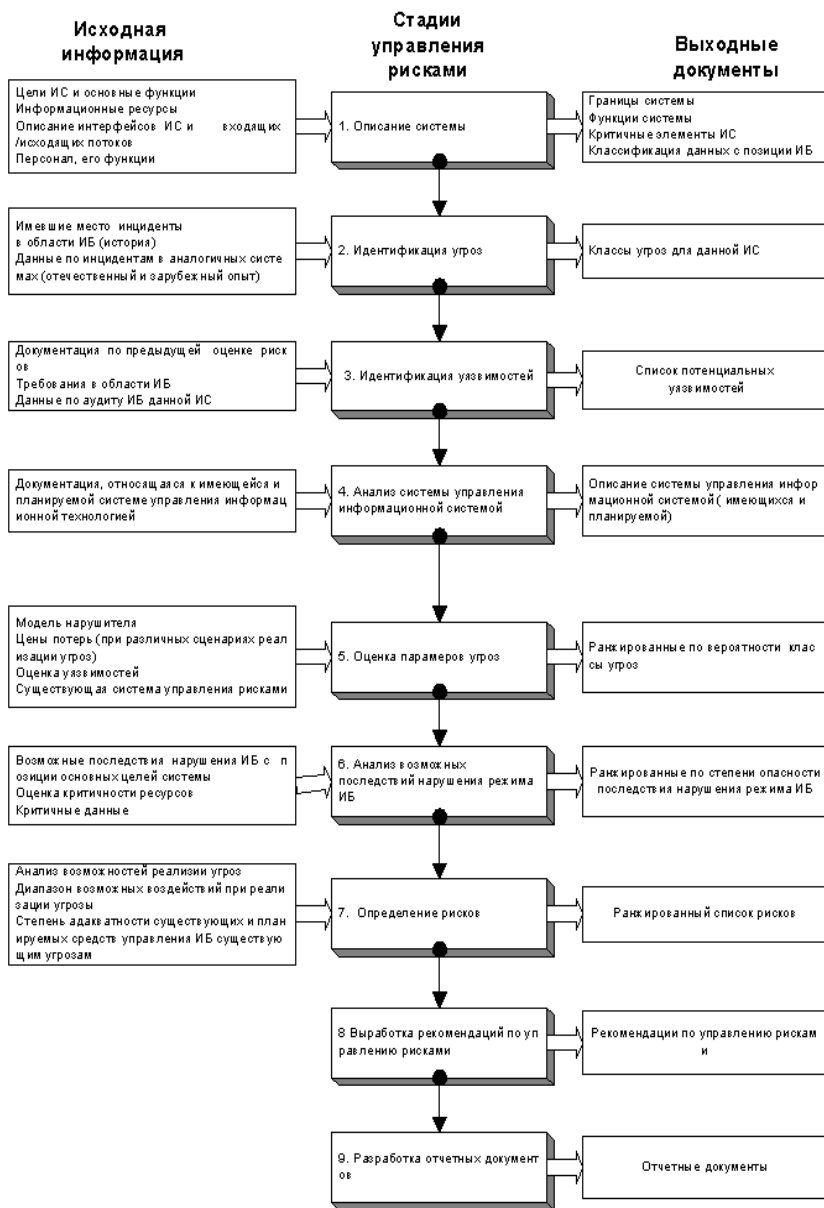 Исходная
информация
Стадии
управления
рисками
Выходные
документы
Цели ИС и основные функции
Информационные ресурсы
Описание интерфейсов ИС и входящих
/исходящих потоков
Персонал, его функции
1. Описание системы
Границы системы
Функции системы
Критичные элементы ИС
Классификация данных с позиции ИБ
Имевшие место инциденты
в области ИБ (история)
Данные по инцидентам в аналогичных систе
мах (отечественный и зарубежный опыт)
2. Идентификация угроз
Классы угроз для данной ИС
Документация по предыдущей оценке риск
ов
Требования в области ИБ
Данные по аудиту ИБ данной ИС
3. Идентификация уязвимостей
Список потенциальных
уязвимостей
Документация, относящаяся к имеющейся и
планируемой системе управления информац
ионной технологией
4. Анализ системы управления
информационной системой
Описание системы управления инфор
мационной системой ( имеющихся и
планируемой)
Модель нарушителя
Цены потерь (при различных сценариях реал
изации угроз)
Оценка уязвимостей
Существующая система управления рисками
5. Оценка парамеров угроз
Ранжированные по вероятности клас
сы угроз
Возможные последствия нарушения ИБ с п
озиции основных целей системы
Оценка критичности ресурсов
Критичные данные
6. Анализ возможных
последствий нарушения режима
ИБ
Ранжированные по степени опасности
последствия нарушения режима ИБ
Анализ возможностей реализии угроз
Диапазон возможных воздействий при реали
зации угрозы
Степень адакватности существующих и план
ируемых средств управления ИБ существую
щим угрозам
7. Определение рисков
Ранжированный список рисков
8 Выработка рекомендаций по уп
равлению рисками
Рекомендации по управлению рискам
и
9. Разработка отчетных документ
ов
Отчетные документы